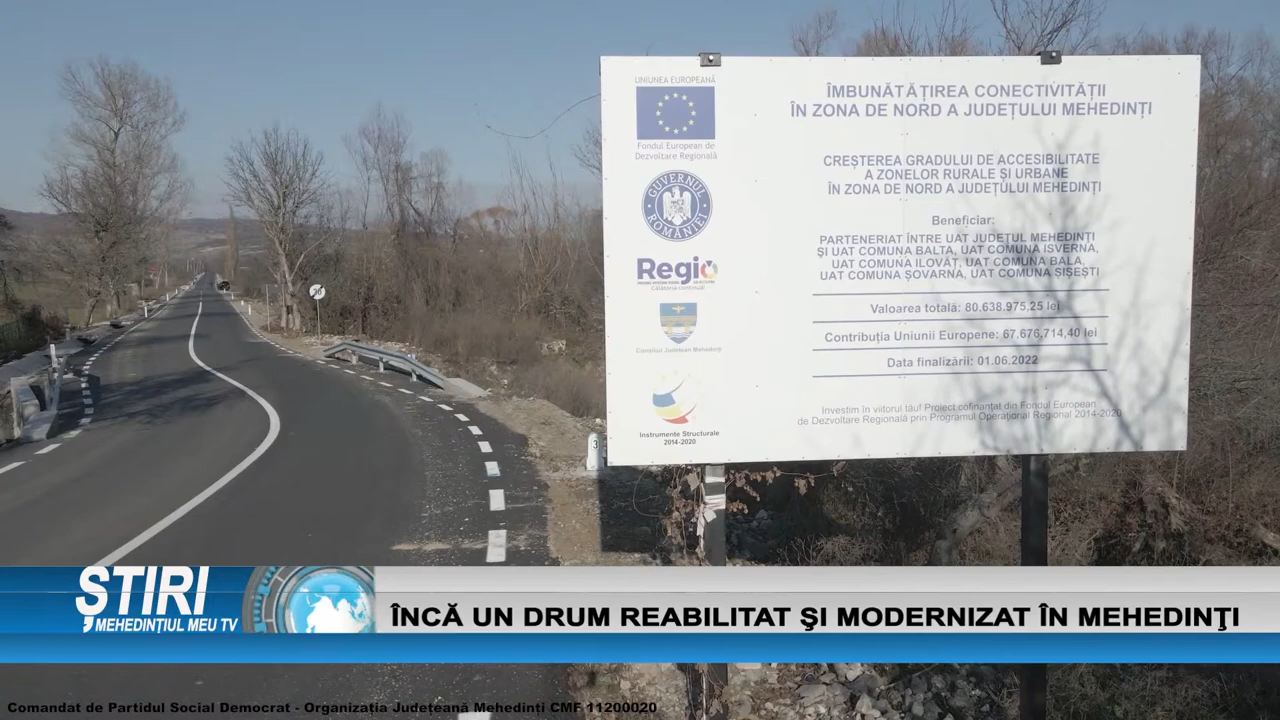 UNIUNEA EUROPEANĂ
Fondul European de
Dezvoltare Regională
GUVERNUL
ROMÂNIEI
Regio
Călătoria continuă!
Consiliul Județean Mehedinți
Instrumente Structurale
2014-2020
ÎMBUNĂTĂȚIREA CONECTIVITĂȚII
ÎN ZONA DE NORD A JUDEȚULUI MEHEDINȚI
CREȘTEREA GRADULUI DE ACCESIBILITATE
A ZONELOR RURALE ȘI URBANE
ÎN ZONA DE NORD A JUDEȚULUI MEHEDINȚI
Beneficiar:
PARTENERIAT ÎNTRE UAT JUDEȚUL MEHEDINȚI
ȘI UAT COMUNA BALTA, UAT COMUNA ISVERNA,
UAT COMUNA ILOVĂȚ, UAT COMUNA BALA,
UAT COMUNA ȘOVARNA, UAT COMUNA ȘIȘEȘTI
Valoarea totală: 80.638.975,25 lei
Contribuția Uniunii Europene: 67.676.714,40 lei
Data finalizării: 01.06.2022
Investim în viitorul tău! Proiect cofinanțat din Fondul European
de Dezvoltare Regională prin Programul Operațional Regional 2014-2020
3
ȘTIRI
MEHEDINȚIUL MEU TV
ÎNCĂ UN DRUM REABILITAT ŞI MODERNIZAT ÎN MEHEDINŢI
Comandat de Partidul Social Democrat - Organizația Județeană Mehedinți CMF 11200020